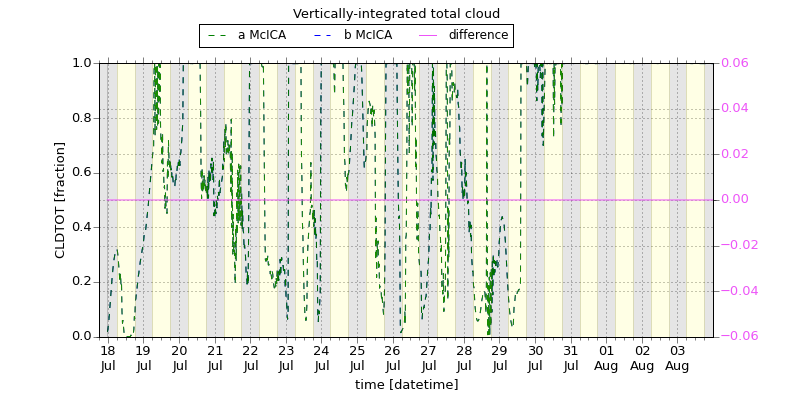 Vertically-integrated total cloud
a McICA b McICA difference
1.0
0.8
0.6
0.4
0.2
0.0
CLDTOT [fraction]
0.06
0.04
0.02
0.00
−0.02
−0.04
−0.06
18 19 20 21 22 23 24 25 26 27 28 29 30 31 01 02 03
Jul Jul Jul Jul Jul Jul Jul Jul Jul Jul Jul Jul Jul Jul Aug Aug Aug
time [datetime]